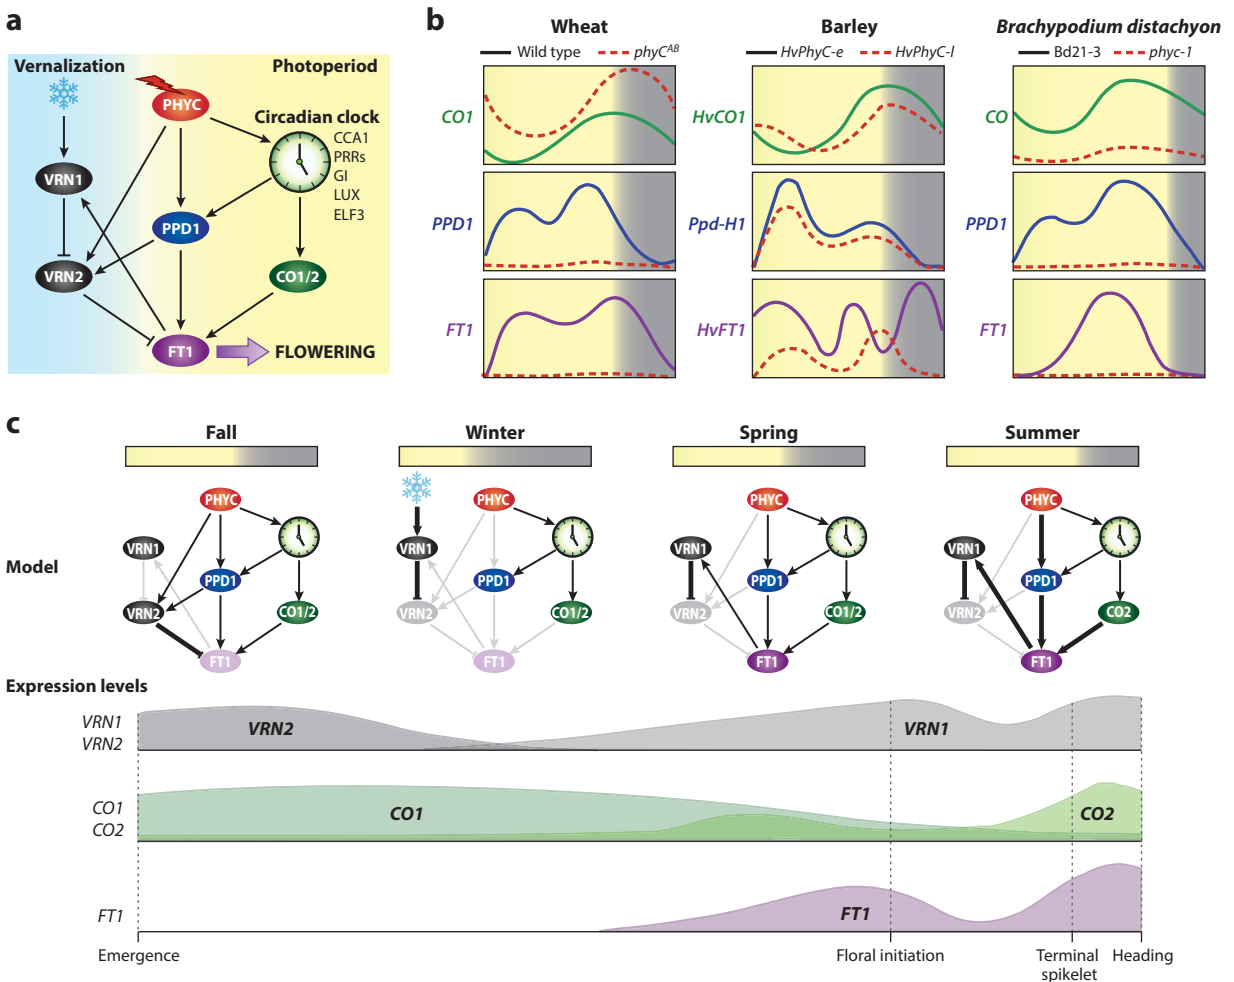 a
Vernalization
Photoperiod
PHYC
Circadian clock
CCA1
PRRs
GI
LUX
ELF3
VRN1
PPD1
VRN2
CO1/2
FT1
FLOWERING
b
Wheat
Wild type
phyC^AB
CO1
PPD1
FT1
Barley
HvPhyC-e
HvPhyC-l
HvCO1
Ppd-H1
HvFT1
Brachypodium distachyon
Bd21-3
phyc-1
CO
PPD1
FT1
c
Fall
Winter
Spring
Summer
Model
PHYC
VRN1
PPD1
VRN2
CO1/2
FT1
PHYC
VRN1
PPD1
VRN2
CO1/2
FT1
PHYC
VRN1
PPD1
VRN2
CO1/2
FT1
PHYC
VRN1
PPD1
VRN2
CO2
FT1
Expression levels
VRN1
VRN2
VRN2
VRN1
CO1
CO2
CO1
CO2
FT1
FT1
Emergence
Floral initiation
Terminal
spikelet
Heading